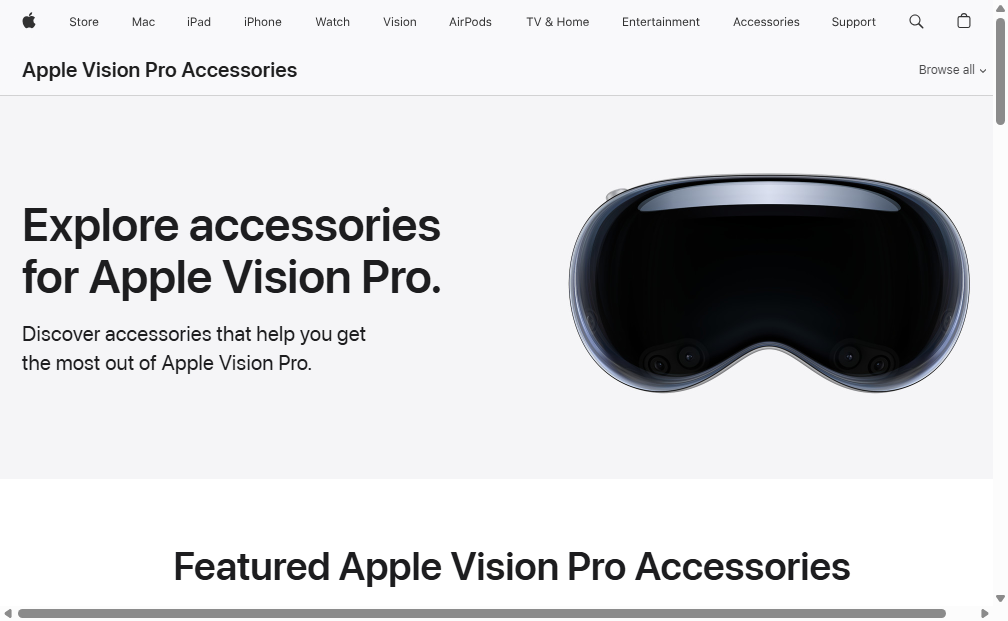 Store Mac iPad iPhone Watch Vision AirPods TV & Home Entertainment Accessories Support
Apple Vision Pro Accessories
Browse all
Explore accessories
for Apple Vision Pro.
Discover accessories that help you get
the most out of Apple Vision Pro.
Featured Apple Vision Pro Accessories